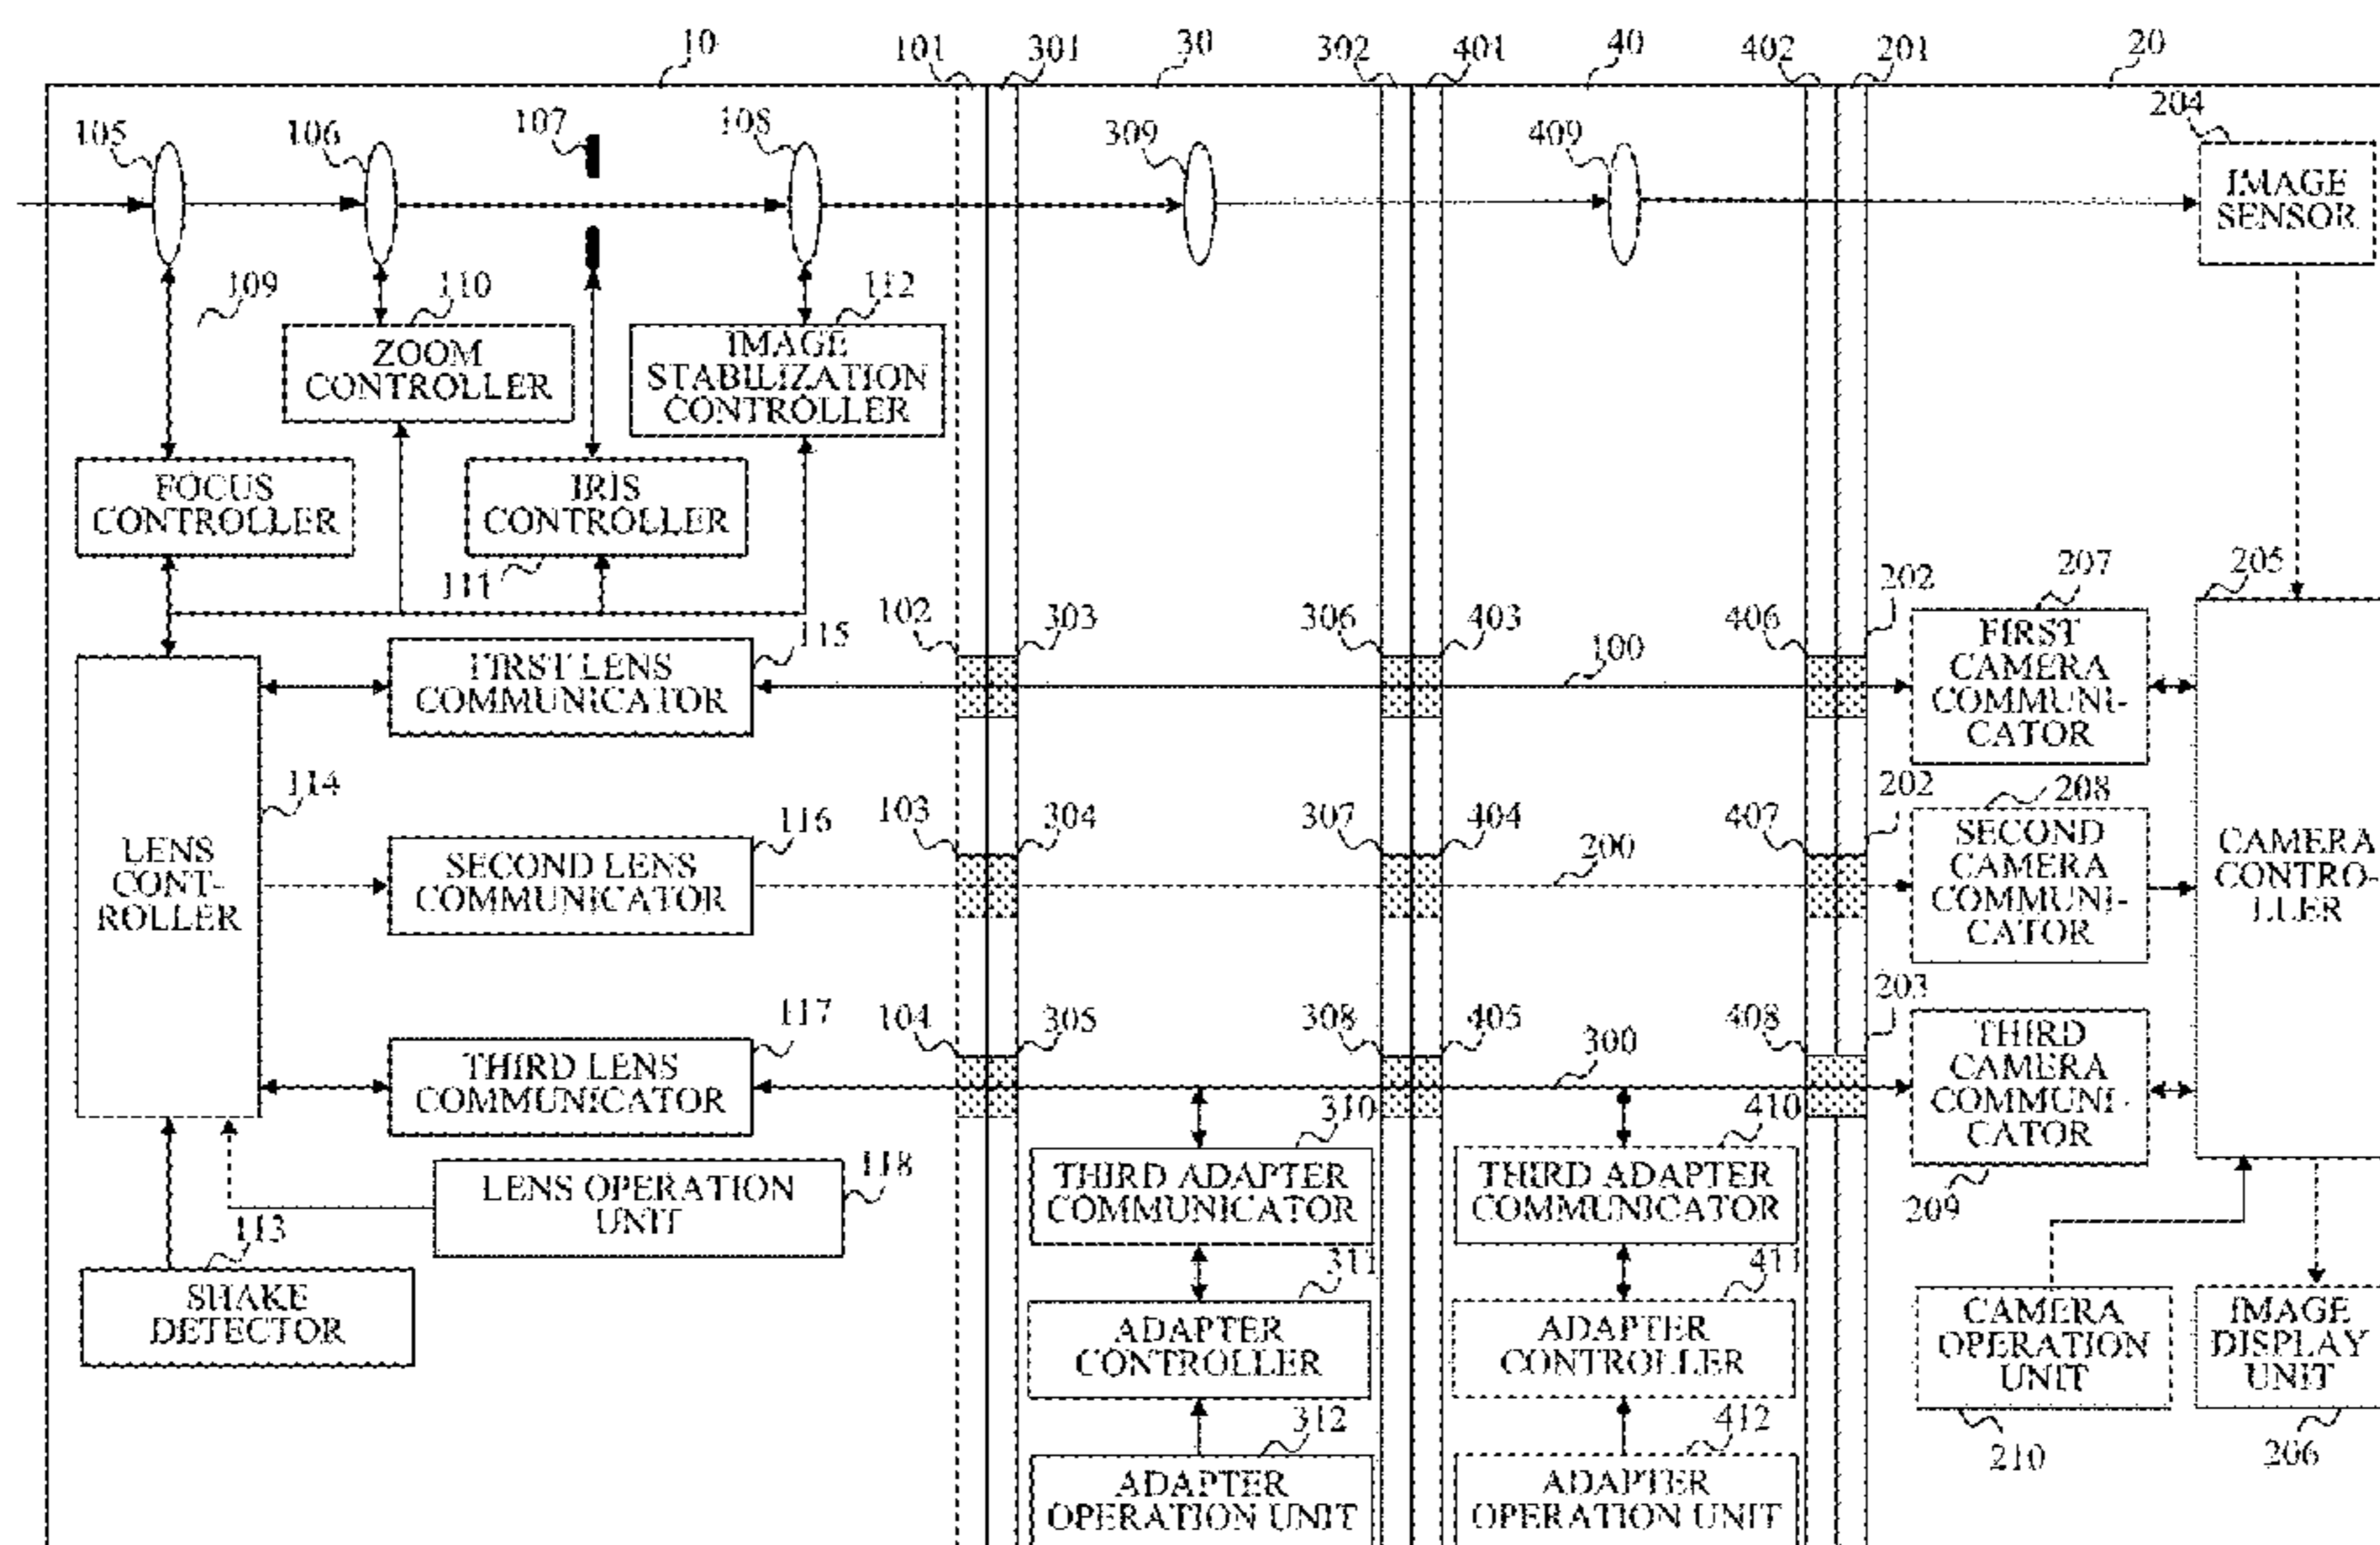 10
101
301
30
302
401
40
402
201
20
105
106
107
108
309
409
204
IMAGE
SENSOR
109
110
112
ZOOM
CONTROLLER
IMAGE
STABILIZATION
CONTROLLER
FOCUS
CONTROLLER
IRIS
CONTROLLER
111
102
303
306
403
406
202
207
205
115
FIRST LENS
COMMUNICATOR
100
FIRST
CAMERA
COMMUNI-
CATOR
114
LENS
CONT-
ROLLER
116
SECOND LENS
COMMUNICATOR
103
304
307
404
407
202
208
200
SECOND
CAMERA
COMMUNI-
CATOR
CAMERA
CONTRO-
LLER
117
THIRD LENS
COMMUNICATOR
104
305
308
405
408
203
300
THIRD
CAMERA
COMMUNI-
CATOR
209
310
410
THIRD ADAPTER
COMMUNICATOR
THIRD ADAPTER
COMMUNICATOR
118
LENS OPERATION
UNIT
113
SHAKE
DETECTOR
311
411
ADAPTER
CONTROLLER
ADAPTER
CONTROLLER
CAMERA
OPERATION
UNIT
IMAGE
DISPLAY
UNIT
210
206
312
412
ADAPTER
OPERATION UNIT
ADAPTER
OPERATION UNIT